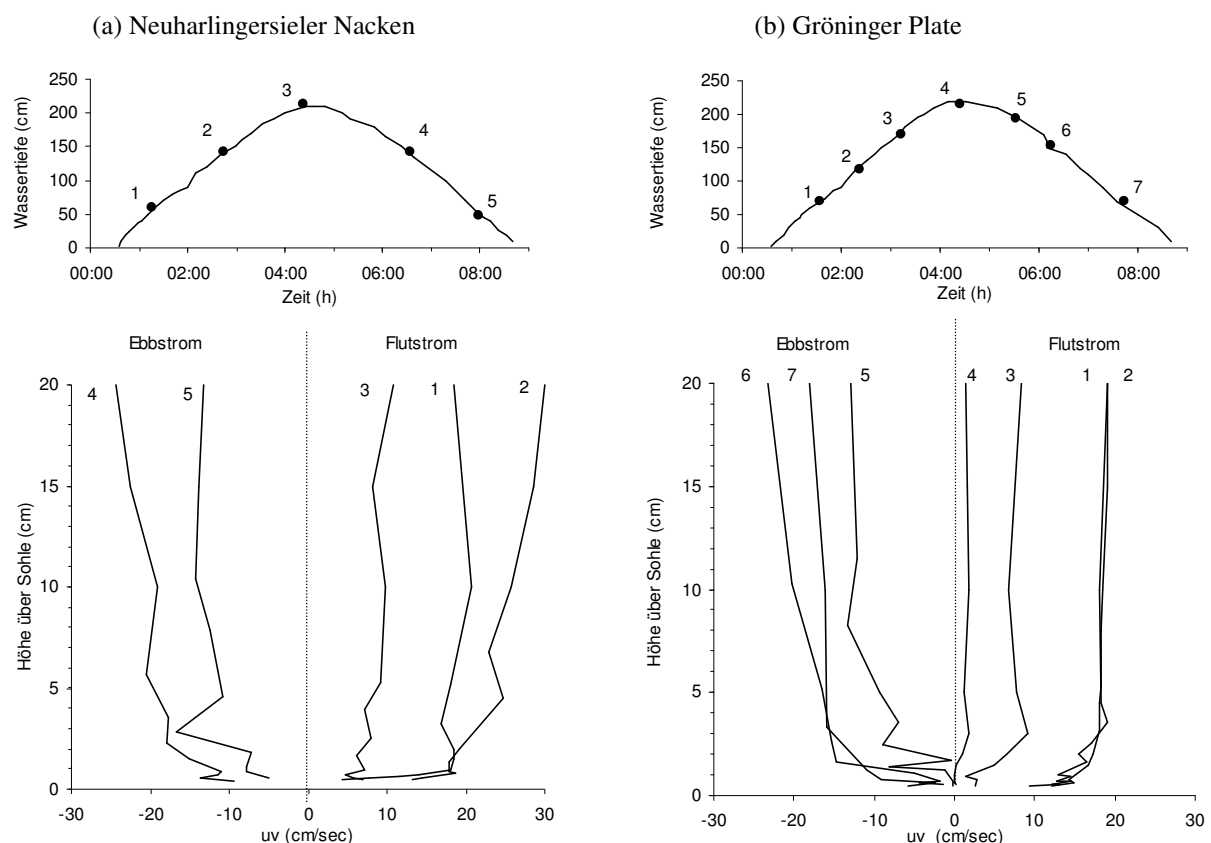 (a) Neuharlingersieler Nacken
(b) Gröninger Plate
Wassertiefe (cm)
250
200
150
100
50
0
1
2
3
4
5
00:00 02:00 04:00 06:00 08:00
Zeit (h)
Wassertiefe (cm)
250
200
150
100
50
0
1
2
3
4
5
6
7
00:00 02:00 04:00 06:00 08:00
Zeit (h)
Ebbstrom Flutstrom
4 5 3 1 2
Höhe über Sohle (cm)
20
15
10
5
0
-30 -20 -10 0 10 20 30
uv (cm/sec)
Ebbstrom Flutstrom
6 7 5 4 3 1 2
Höhe über Sohle (cm)
20
15
10
5
0
-30 -20 -10 0 10 20 30
uv (cm/sec)